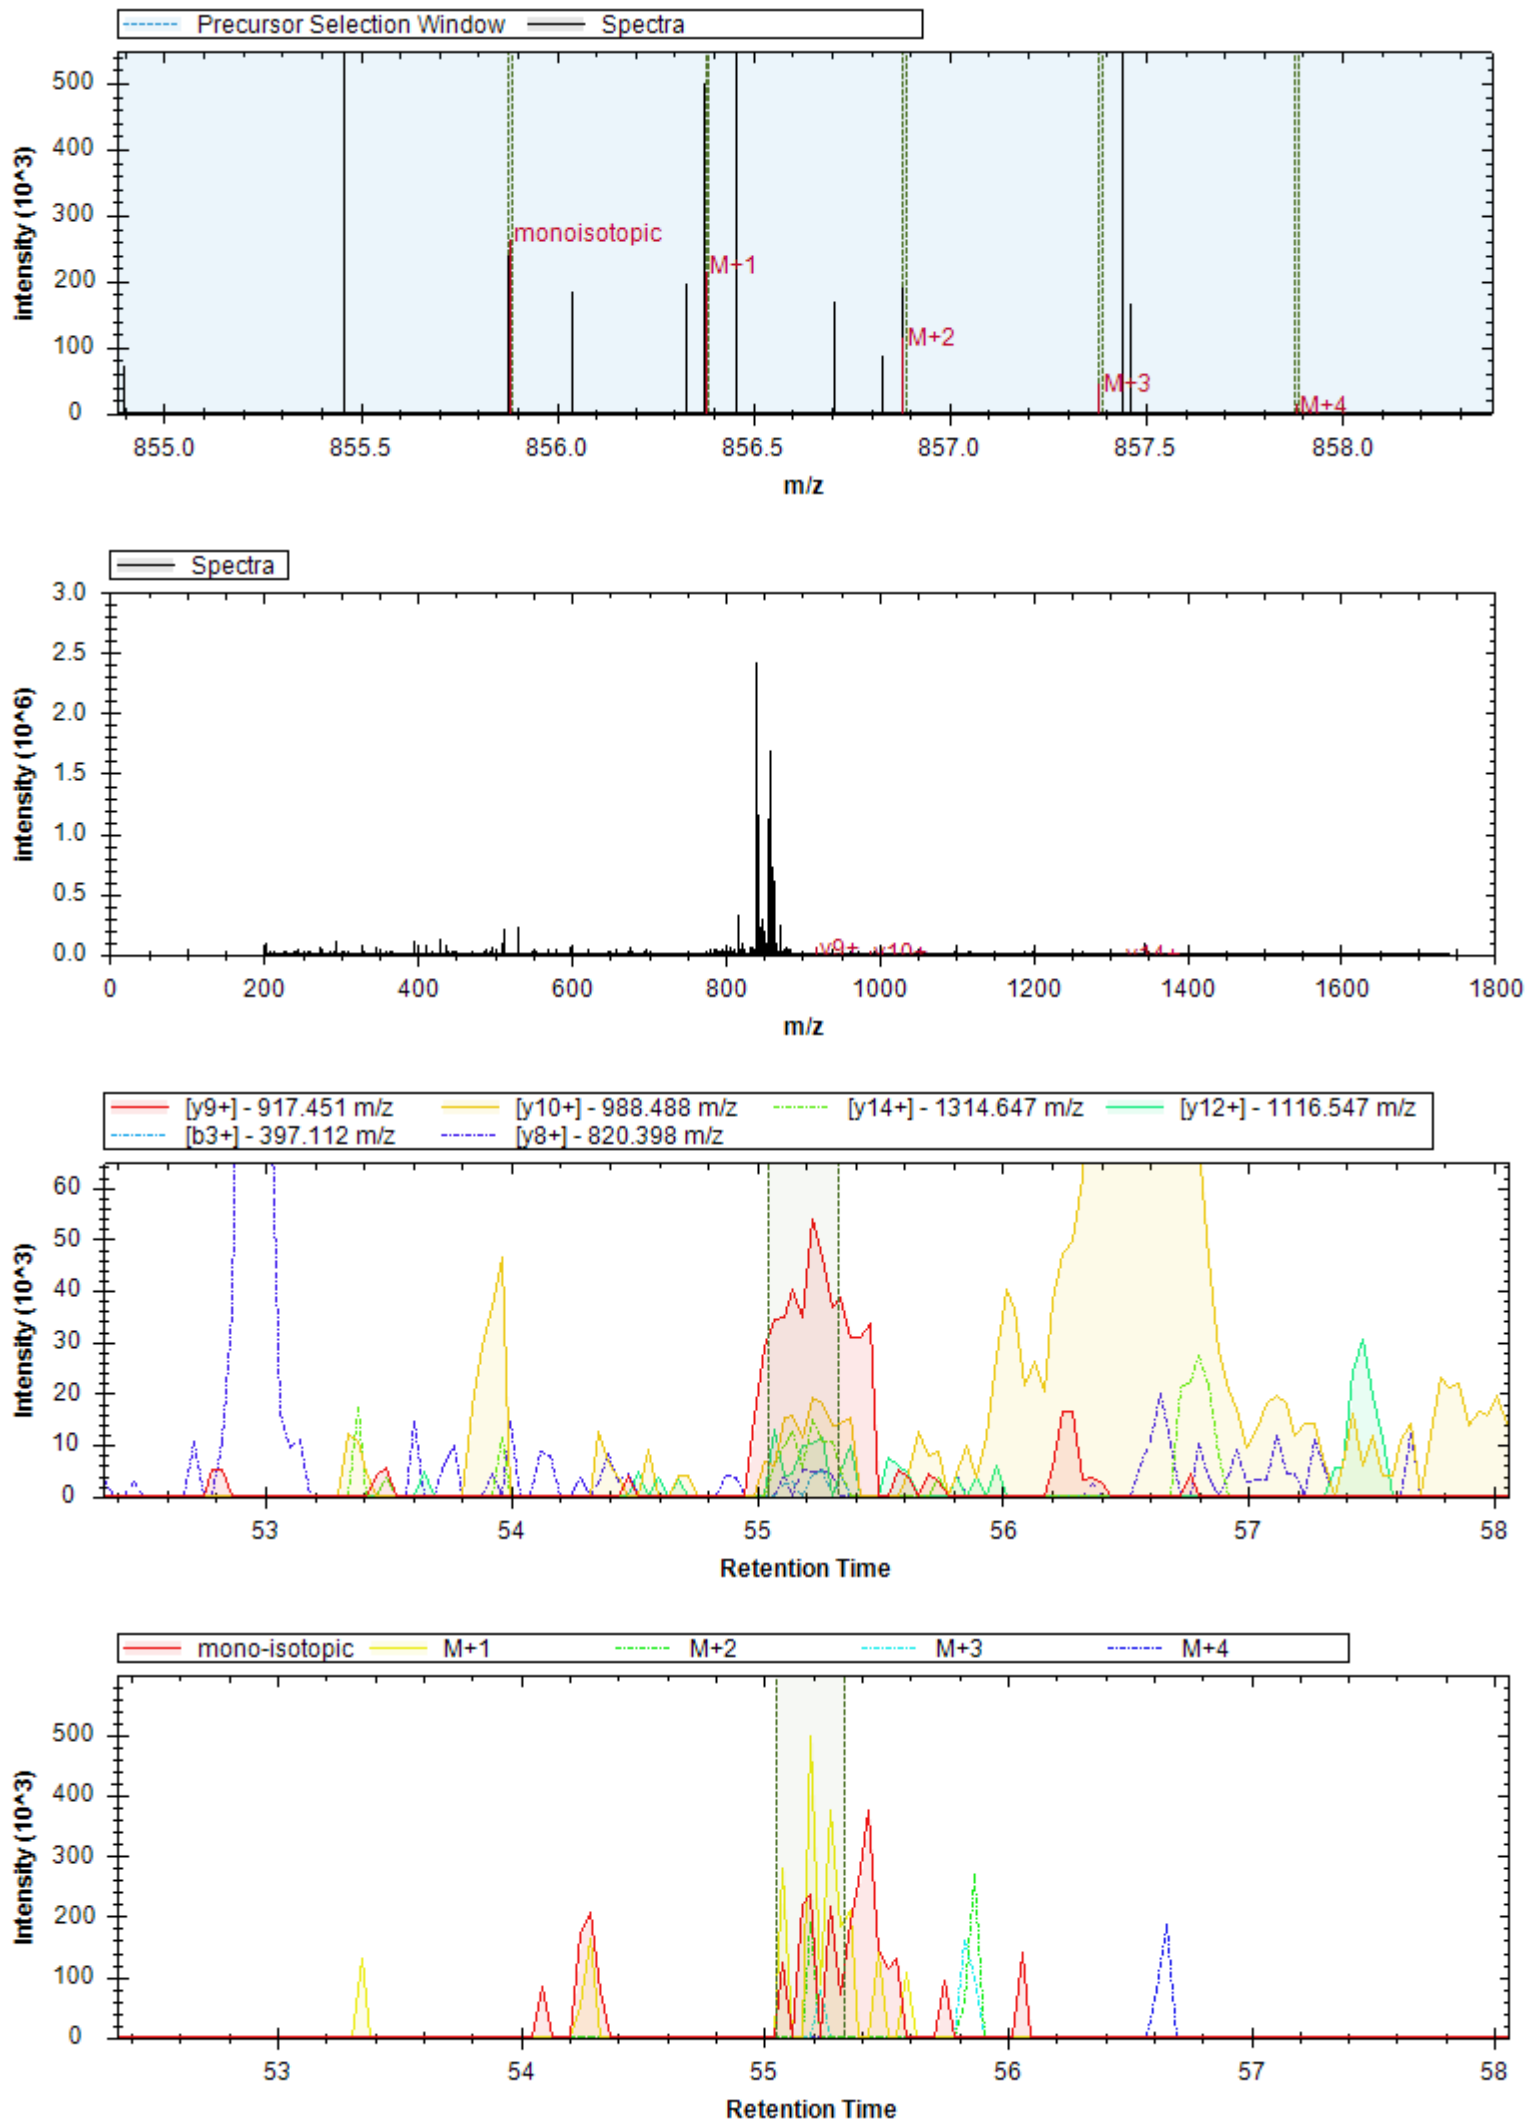 Precursor Selection Window Spectra
intensity (10^3)
500
400
300
200
100
0
monoisotopic
M+1
M+2
M+3
M+4
855.0 855.5 856.0 856.5 857.0 857.5 858.0
m/z
Spectra
intensity (10^6)
3.0
2.5
2.0
1.5
1.0
0.5
0.0
y9+ y10+
0 200 400 600 800 1000 1200 1400 1600 1800
m/z
[y9+] - 917.451 m/z [y10+] - 988.488 m/z [y14+] - 1314.647 m/z [y12+] - 1116.547 m/z
[b3+] - 397.112 m/z [y8+] - 820.398 m/z
Intensity (10^3)
60
50
40
30
20
10
0
53 54 55 56 57 58
Retention Time
mono-isotopic M+1 M+2 M+3 M+4
Intensity (10^3)
500
400
300
200
100
0
53 54 55 56 57 58
Retention Time